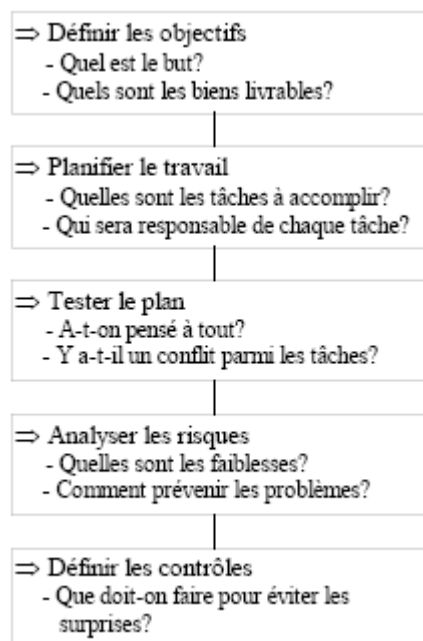 ⇒ Définir les objectifs
- Quel est le but?
- Quels sont les biens livrables?
⇒ Planifier le travail
- Quelles sont les tâches à accomplir?
- Qui sera responsable de chaque tâche?
⇒ Tester le plan
- A-t-on pensé à tout?
- Y a-t-il un conflit parmi les tâches?
⇒ Analyser les risques
- Quelles sont les faiblesses?
- Comment prévenir les problèmes?
⇒ Définir les contrôles
- Que doit-on faire pour éviter les
surprises?